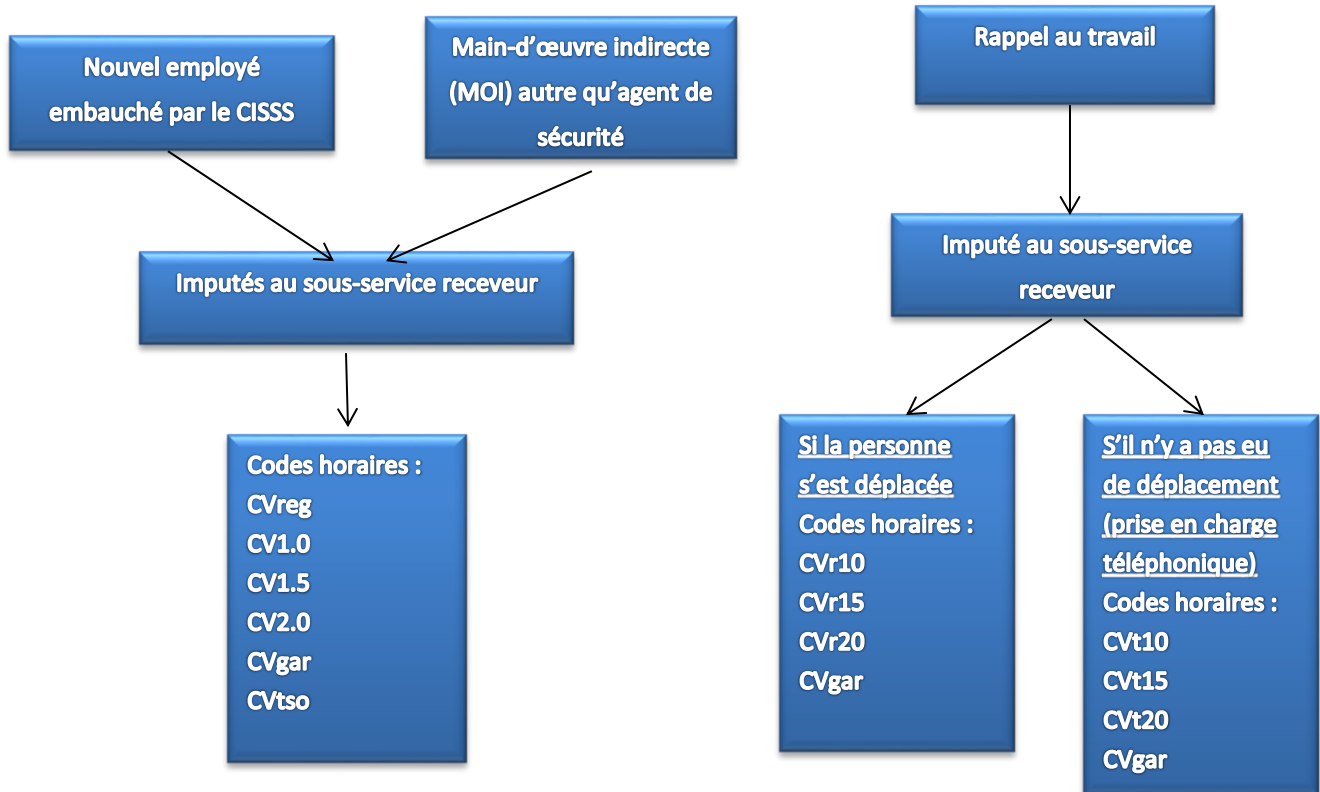 Nouvel employé
embauché par le CISSS
Main-d’œuvre indirecte
(MOI) autre qu’agent de
sécurité
Imputés au sous-service receveur
Codes horaires :
CVreg
CV1.0
CV1.5
CV2.0
CVgar
CVtso
Rappel au travail
Imputé au sous-service
receveur
Si la personne
s’est déplacée
Codes horaires :
CVr10
CVr15
CVr20
CVgar
S’il n’y a pas eu
de déplacement
(prise en charge
téléphonique)
Codes horaires :
CVt10
CVt15
CVt20
CVgar